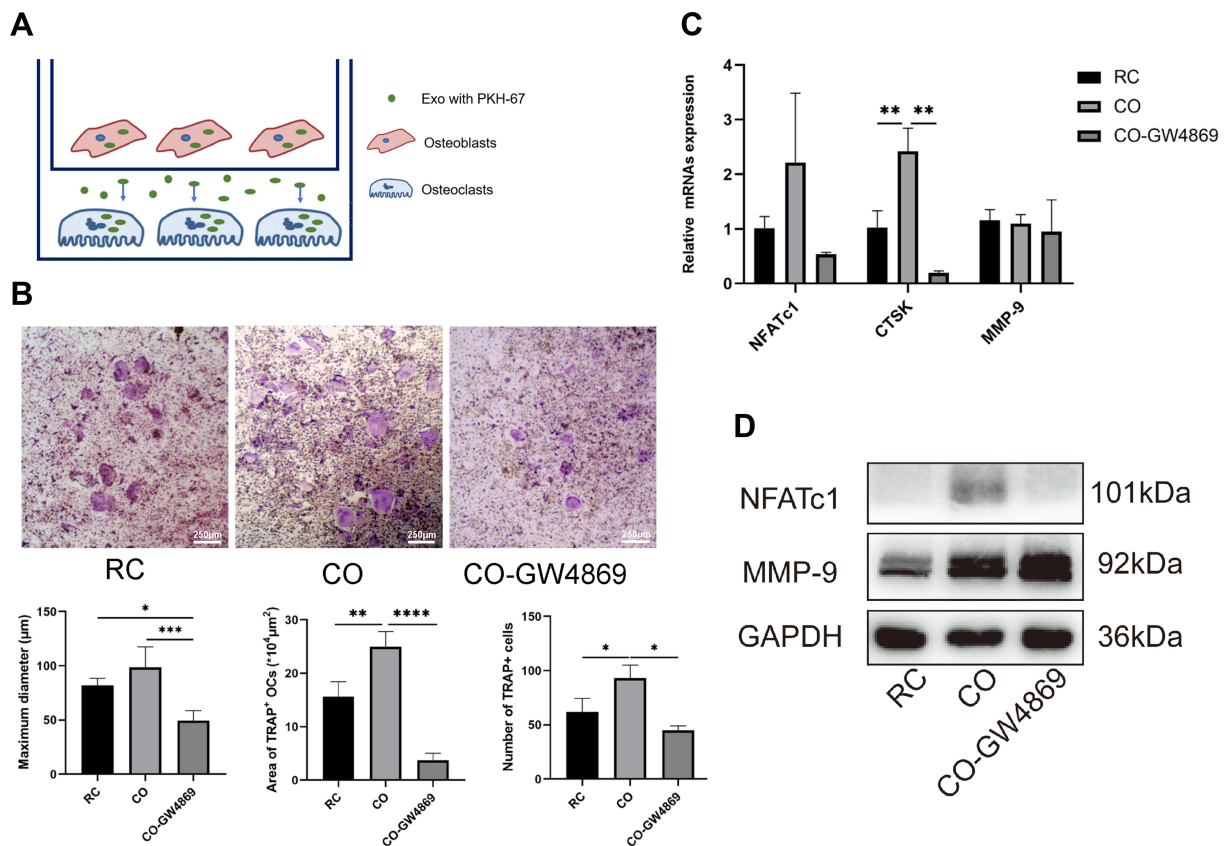 A
Exo with PKH-67
Osteoblasts
Osteoclasts
B
250μm
250μm
250μm
RC
CO
CO-GW4869
Maximum diameter (μm)
150
100
50
0
*
***
RC
CO
CO-GW4869
Area of TRAP⁺ OCs (*10⁴μm²)
30
20
10
0
**
****
RC
CO
CO-GW4869
Number of TRAP+ cells
150
100
50
0
*
*
RC
CO
CO-GW4869
C
Relative mRNAs expression
4
3
2
1
0
**
**
NFATc1
CTSK
MMP-9
RC
CO
CO-GW4869
D
NFATc1
101kDa
MMP-9
92kDa
GAPDH
36kDa
RC
CO
CO-GW4869